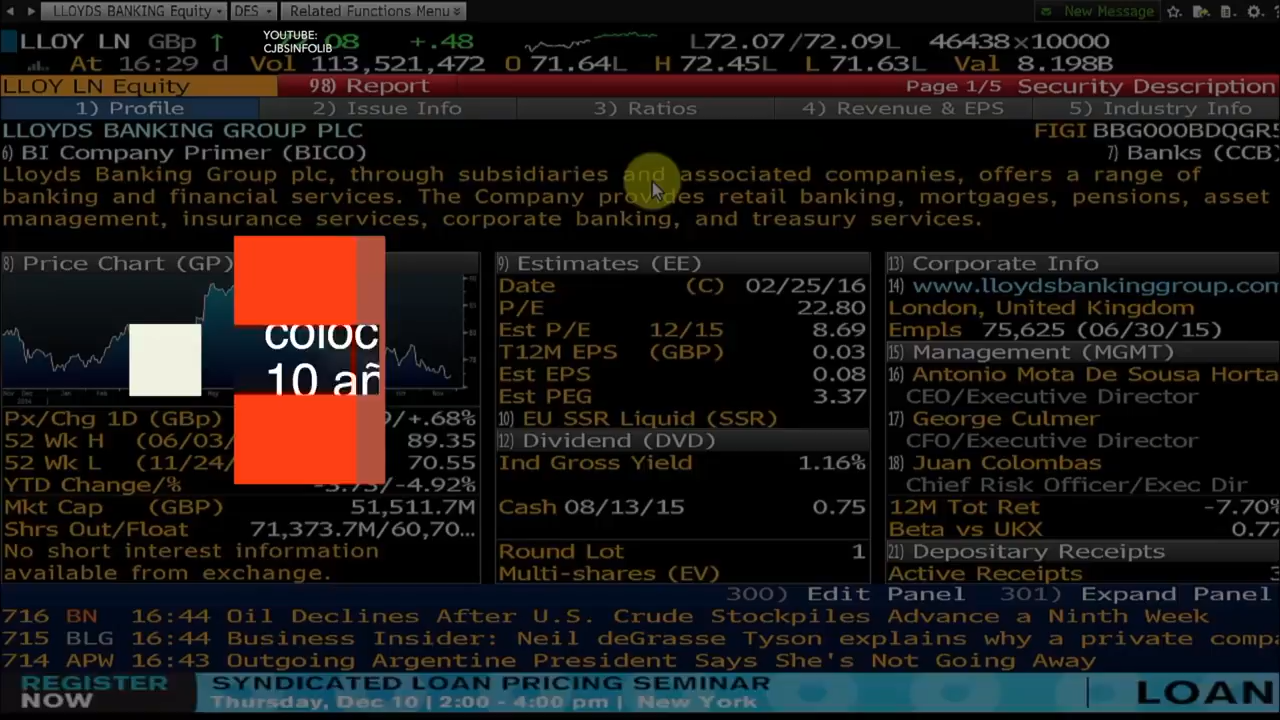 LLOYDS BANKING Equity DES Related Functions Menu New Message
LLOY LN GBp .08 +.48 L72.07/72.09L 46438×10000
YOUTUBE:
CJBSINFOLIB
At 16:29 d Vol 113,521,472 O 71.64L H 72.45L L 71.63L Val 8.198B
LLOY LN Equity 98) Report Page 1/5 Security Description
1) Profile 2) Issue Info 3) Ratios 4) Revenue & EPS 5) Industry Info
LLOYDS BANKING GROUP PLC FIGI BBG000BDQGR5
6) BI Company Primer (BICO) 7) Banks (CCB)
Lloyds Banking Group plc, through subsidiaries and associated companies, offers a range of
banking and financial services. The Company provides retail banking, mortgages, pensions, asset
management, insurance services, corporate banking, and treasury services.
8) Price Chart (GP)
coloc
10 añ
Px/Chg 1D (GBp) /+.68%
52 Wk H (06/03/ 89.35
52 Wk L (11/24/ 70.55
YTD Change/% -3.73/-4.92%
Mkt Cap (GBP) 51,511.7M
Shrs Out/Float 71,373.7M/60,70...
No short interest information
available from exchange.
9) Estimates (EE)
Date (C) 02/25/16
P/E 22.80
Est P/E 12/15 8.69
T12M EPS (GBP) 0.03
Est EPS 0.08
Est PEG 3.37
10) EU SSR Liquid (SSR)
12) Dividend (DVD)
Ind Gross Yield 1.16%
Cash 08/13/15 0.75
Round Lot 1
Multi-shares (EV)
13) Corporate Info
14) www.lloydsbankinggroup.com
London, United Kingdom
Empls 75,625 (06/30/15)
15) Management (MGMT)
16) Antonio Mota De Sousa Horta
CEO/Executive Director
17) George Culmer
CFO/Executive Director
18) Juan Colombas
Chief Risk Officer/Exec Dir
12M Tot Ret -7.70%
Beta vs UKX 0.77
21) Depositary Receipts
Active Receipts
300) Edit Panel 301) Expand Panel
716 BN 16:44 Oil Declines After U.S. Crude Stockpiles Advance a Ninth Week
715 BLG 16:44 Business Insider: Neil deGrasse Tyson explains why a private compa
714 APW 16:43 Outgoing Argentine President Says She's Not Going Away
REGISTER
NOW
SYNDICATED LOAN PRICING SEMINAR
Thursday, Dec 10 | 2:00 - 4:00 pm | New York
LOAN